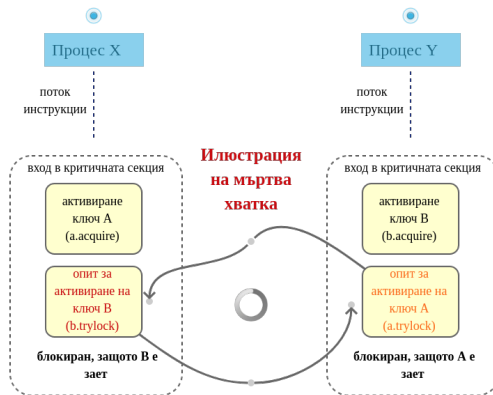 Процес X
Процес Y
поток
инструкции
поток
инструкции
Илюстрация
на мъртва
хватка
вход в критичната секция
активиране
ключ A
(a.acquire)
опит за
активиране на
ключ B
(b.trylock)
блокиран, защото B е
зает
вход в критичната секция
активиране
ключ B
(b.acquire)
опит за
активиране на
ключ A
(a.trylock)
блокиран, защото A е
зает